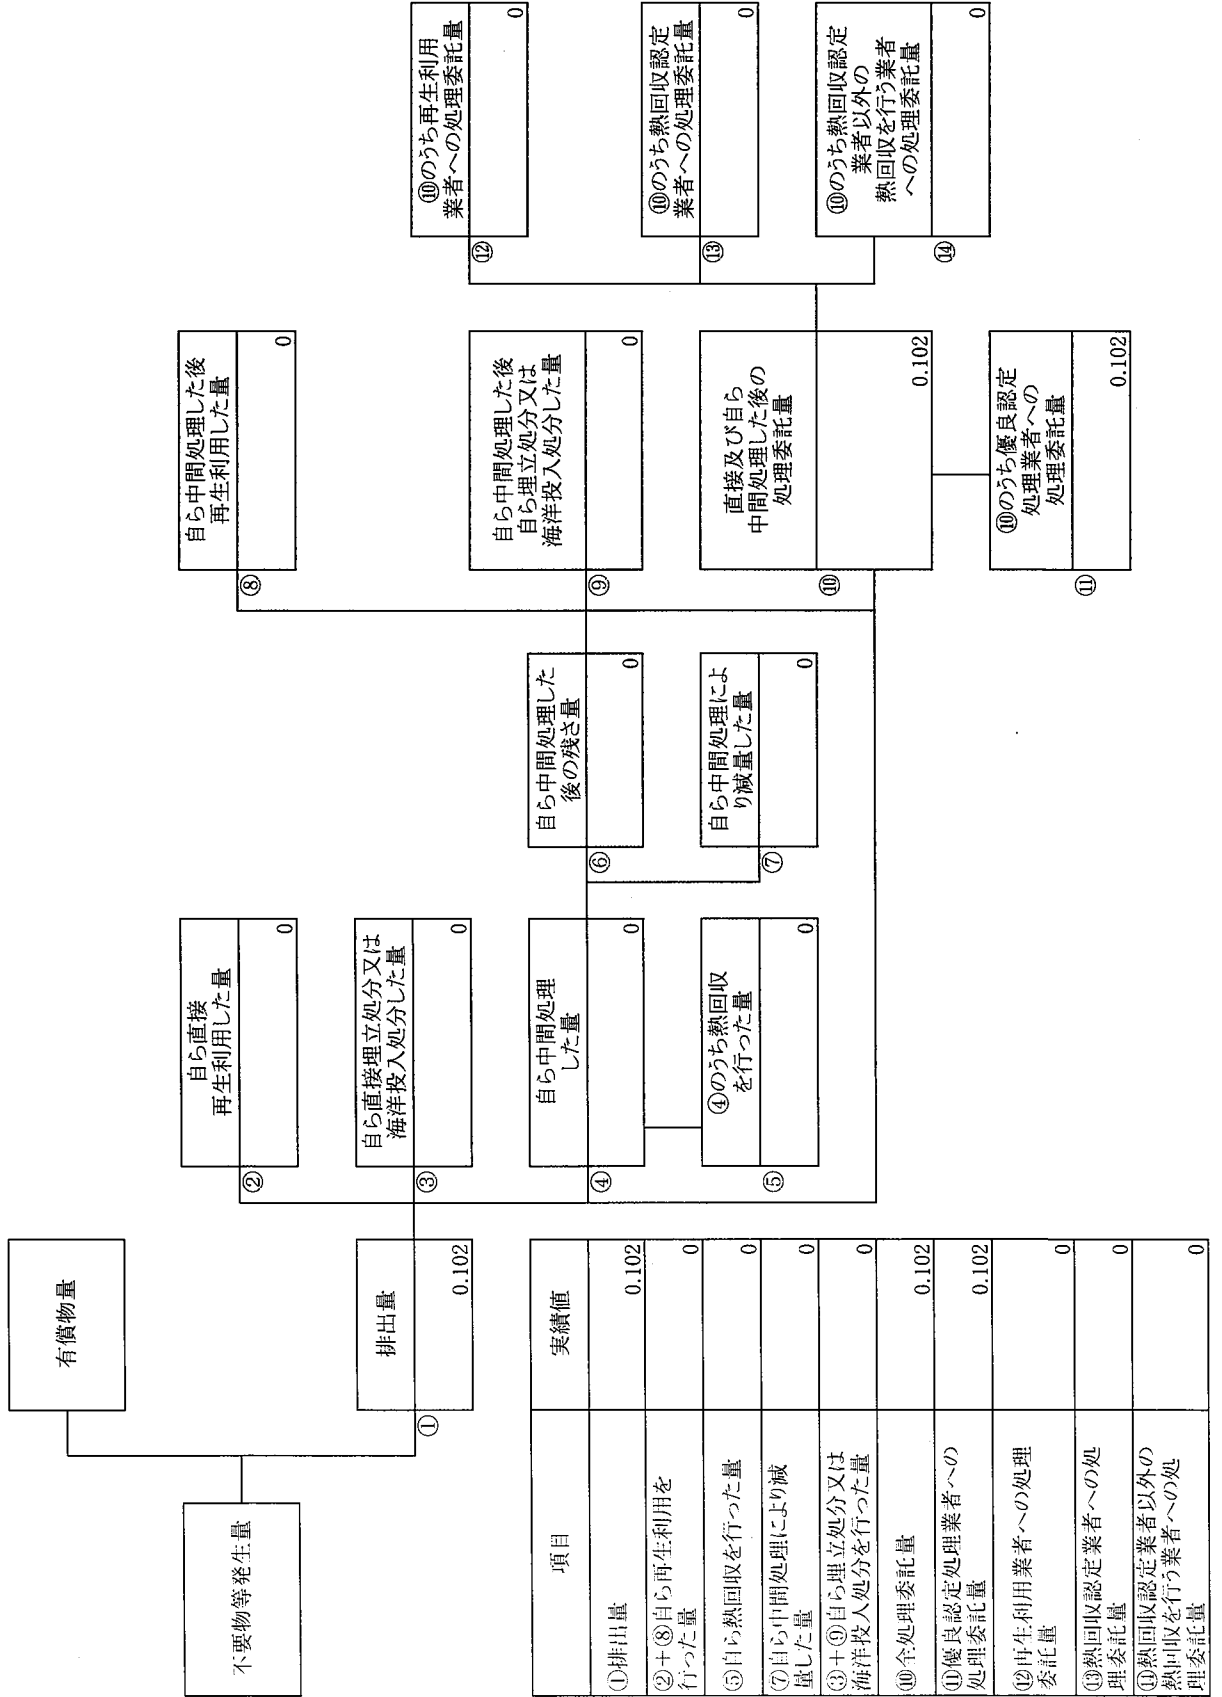 不要物等発生量
有償物量
①
排出量
0.102
②
自ら直接
再生利用した量
0
③
自ら直接埋立処分又は
海洋投入処分した量
0
④
自ら中間処理
した量
0
⑤
④のうち熱回収
を行った量
0
⑥
自ら中間処理した
後の残さ量
0
⑦
自ら中間処理によ
り減量した量
0
⑧
自ら中間処理した後
再生利用した量
0
⑨
自ら中間処理した後
自ら埋立処分又は
海洋投入処分した量
0
⑩
直接及び自ら
中間処理した後の
処理委託量
0.102
⑪
⑩のうち優良認定
処理業者への
処理委託量
0.102
⑫
⑩のうち再生利用
業者への処理委託量
0
⑬
⑩のうち熱回収認定
業者への処理委託量
0
⑭
⑩のうち熱回収認定
業者以外の
熱回収を行う業者
への処理委託量
0
項目 実績値
①排出量 0.102
②+⑧自ら再生利用を
行った量 0
⑤自ら熱回収を行った量 0
⑦自ら中間処理により減
量した量 0
③+⑨自ら埋立処分又は
海洋投入処分を行った量 0
⑩全処理委託量 0.102
⑪優良認定処理業者への
処理委託量 0.102
⑫再生利用業者への処理
委託量 0
⑬熱回収認定業者への処
理委託量 0
⑭熱回収認定業者以外の
熱回収を行う業者への処
理委託量 0